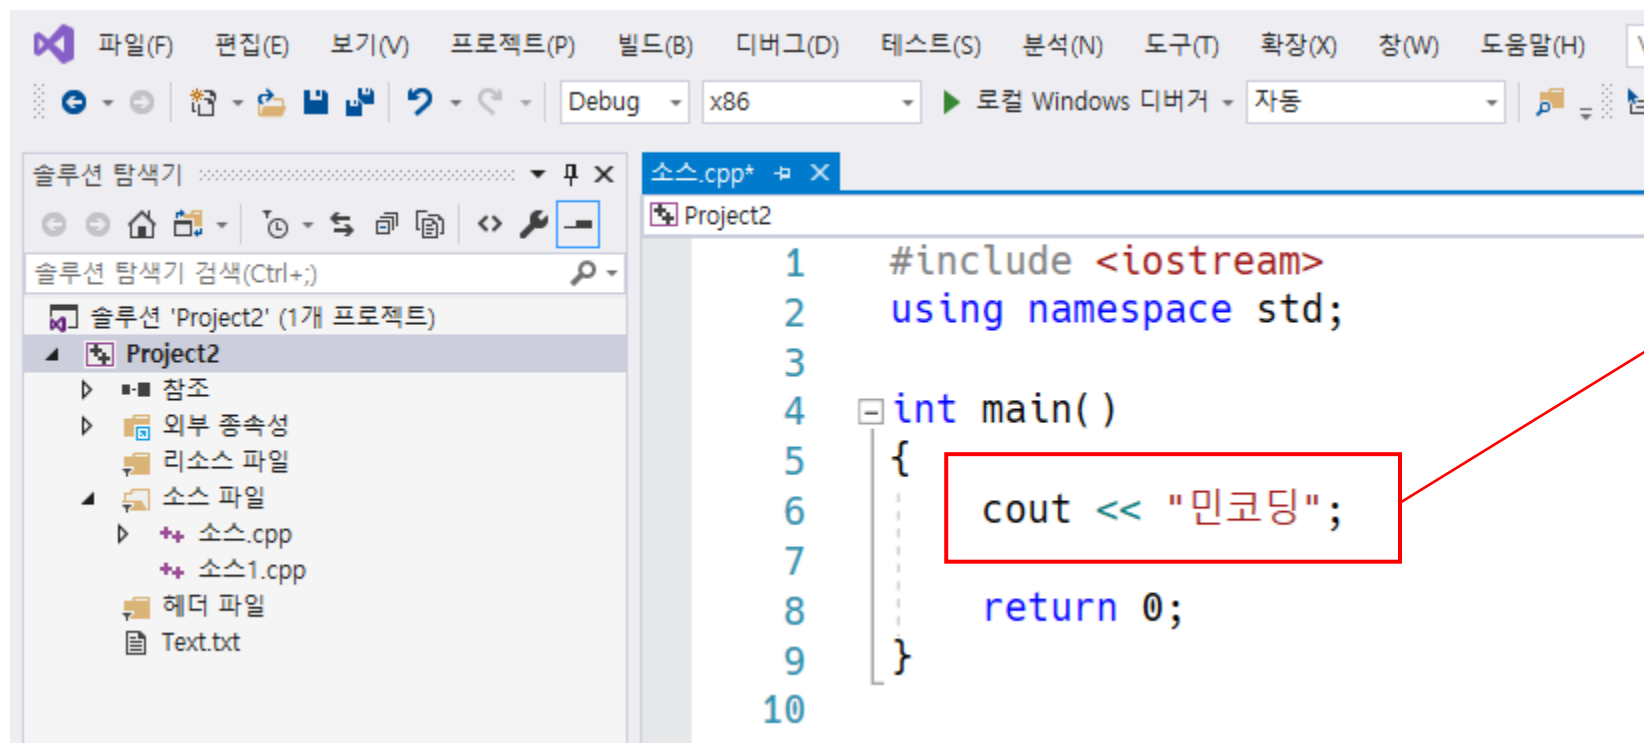 파일(F) 편집(E) 보기(V) 프로젝트(P) 빌드(B) 디버그(D) 테스트(S) 분석(N) 도구(T) 확장(X) 창(W) 도움말(H)
Debug x86 로컬 Windows 디버거 자동
솔루션 탐색기
솔루션 탐색기 검색(Ctrl+;)
솔루션 'Project2' (1개 프로젝트)
Project2
참조
외부 종속성
리소스 파일
소스 파일
소스.cpp
소스1.cpp
헤더 파일
Text.txt
소스.cpp*
Project2
1 #include <iostream>
2 using namespace std;
3
4 int main()
5 {
6 cout << "민코딩";
7
8 return 0;
9 }
10